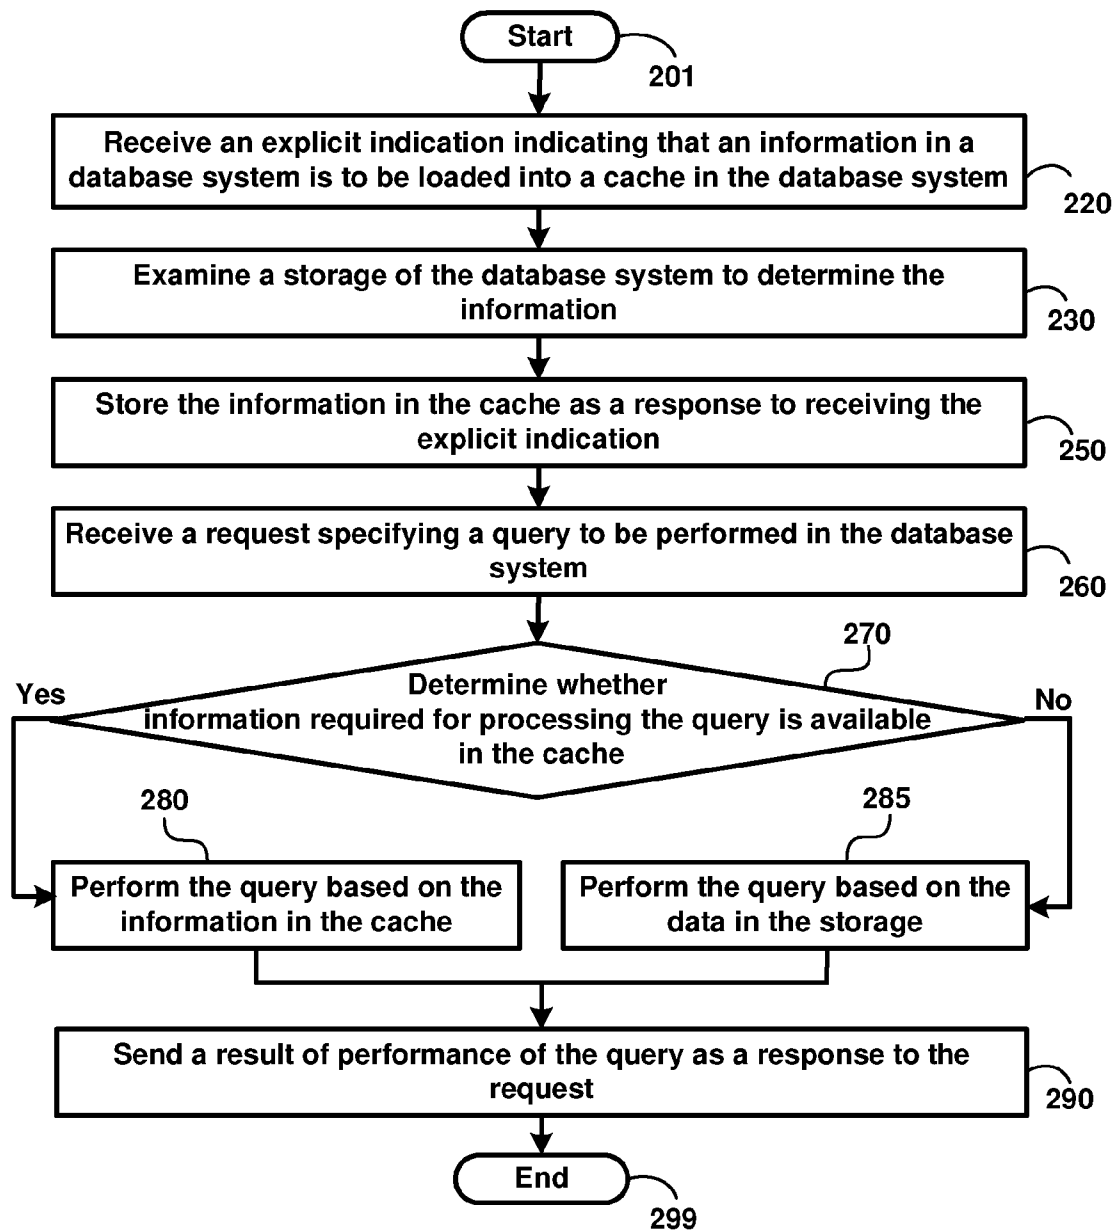 Start
201
Receive an explicit indication indicating that an information in a
database system is to be loaded into a cache in the database system
220
Examine a storage of the database system to determine the
information
230
Store the information in the cache as a response to receiving the
explicit indication
250
Receive a request specifying a query to be performed in the database
system
260
270
Yes
Determine whether
information required for processing the query is available
in the cache
No
280
285
Perform the query based on the
information in the cache
Perform the query based on the
data in the storage
Send a result of performance of the query as a response to the
request
290
End
299